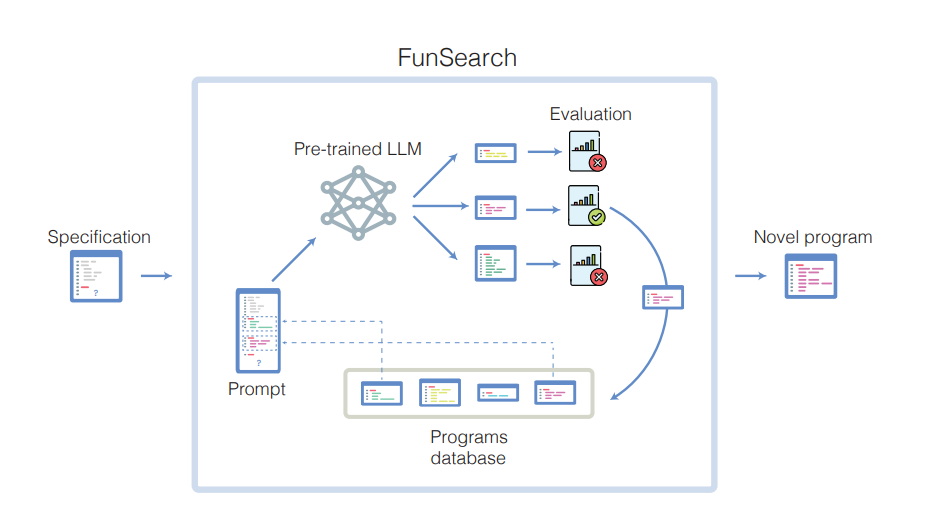 FunSearch
Evaluation
Pre-trained LLM
Specification
?
Novel program
?
Prompt
Programs
database